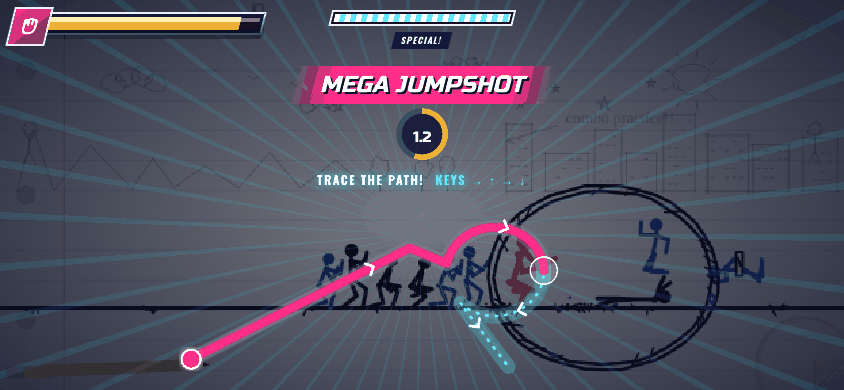 SPECIAL!
MEGA JUMPSHOT
1.2
combo practice!
TRACE THE PATH! KEYS → ↑ → ↓